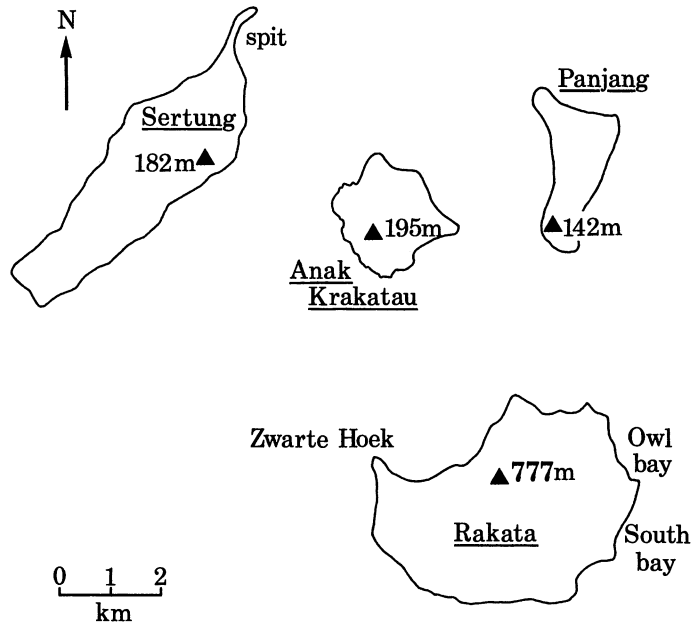 N
spit
Panjang
Sertung
182m
195m
142m
Anak
Krakatau
Zwarte Hoek
Owl
bay
777m
Rakata
South
bay
0 1 2
km